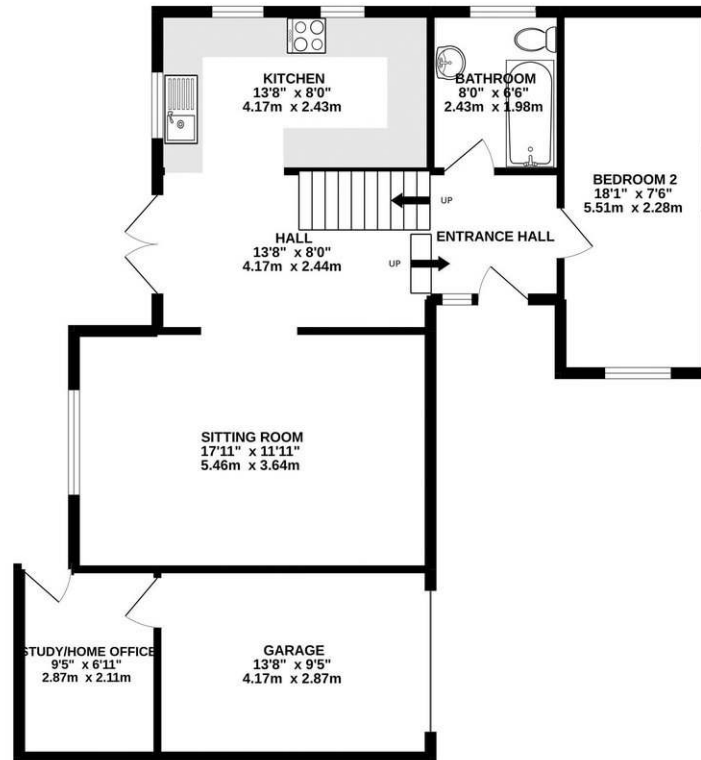 KITCHEN
13'8" x 8'0"
4.17m x 2.43m
BATHROOM
8'0" x 6'6"
2.43m x 1.98m
BEDROOM 2
18'1" x 7'6"
5.51m x 2.28m
UP
HALL
13'8" x 8'0"
4.17m x 2.44m
ENTRANCE HALL
UP
SITTING ROOM
17'11" x 11'11"
5.46m x 3.64m
STUDY/HOME OFFICE
9'5" x 6'11"
2.87m x 2.11m
GARAGE
13'8" x 9'5"
4.17m x 2.87m